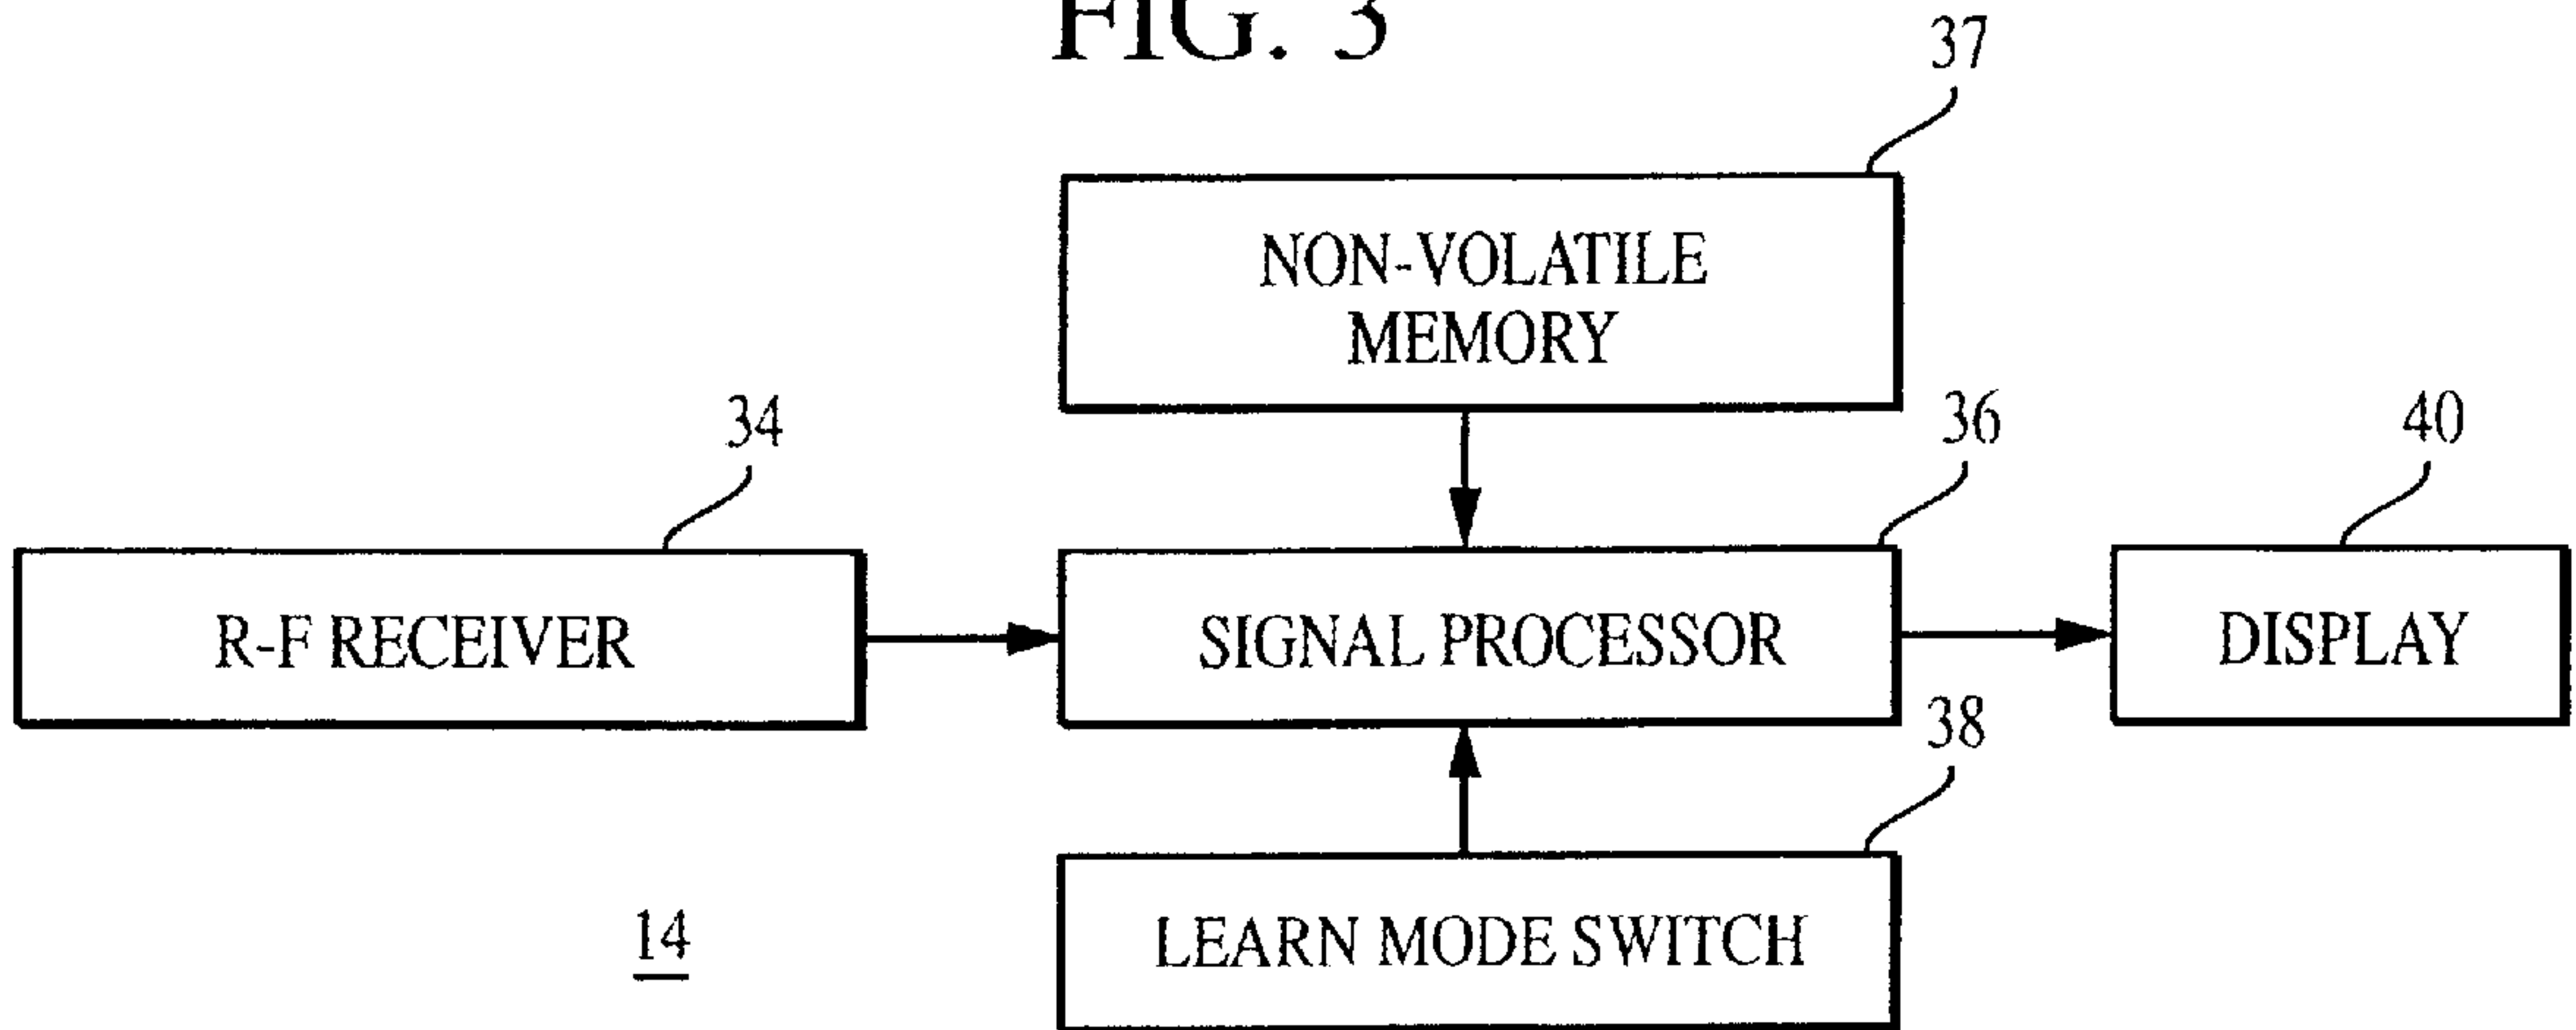 FIG. 3
37
NON-VOLATILE
MEMORY
34
36
40
R-F RECEIVER
SIGNAL PROCESSOR
DISPLAY
38
14
LEARN MODE SWITCH